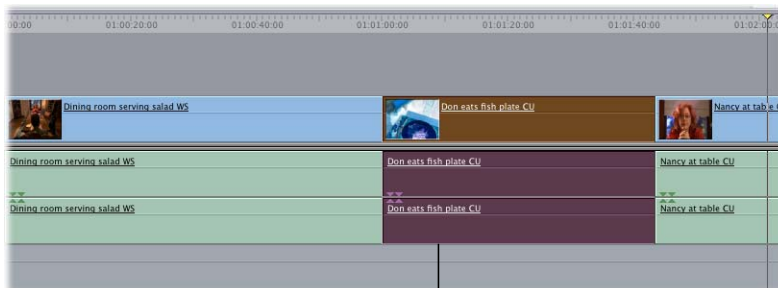 01:00:20:00 01:00:40:00 01:01:00:00 01:01:20:00 01:01:40:00
Dining room serving salad WS Don eats fish plate CU Nancy at table
Dining room serving salad WS Don eats fish plate CU Nancy at table CU
Dining room serving salad WS Don eats fish plate CU Nancy at table CU